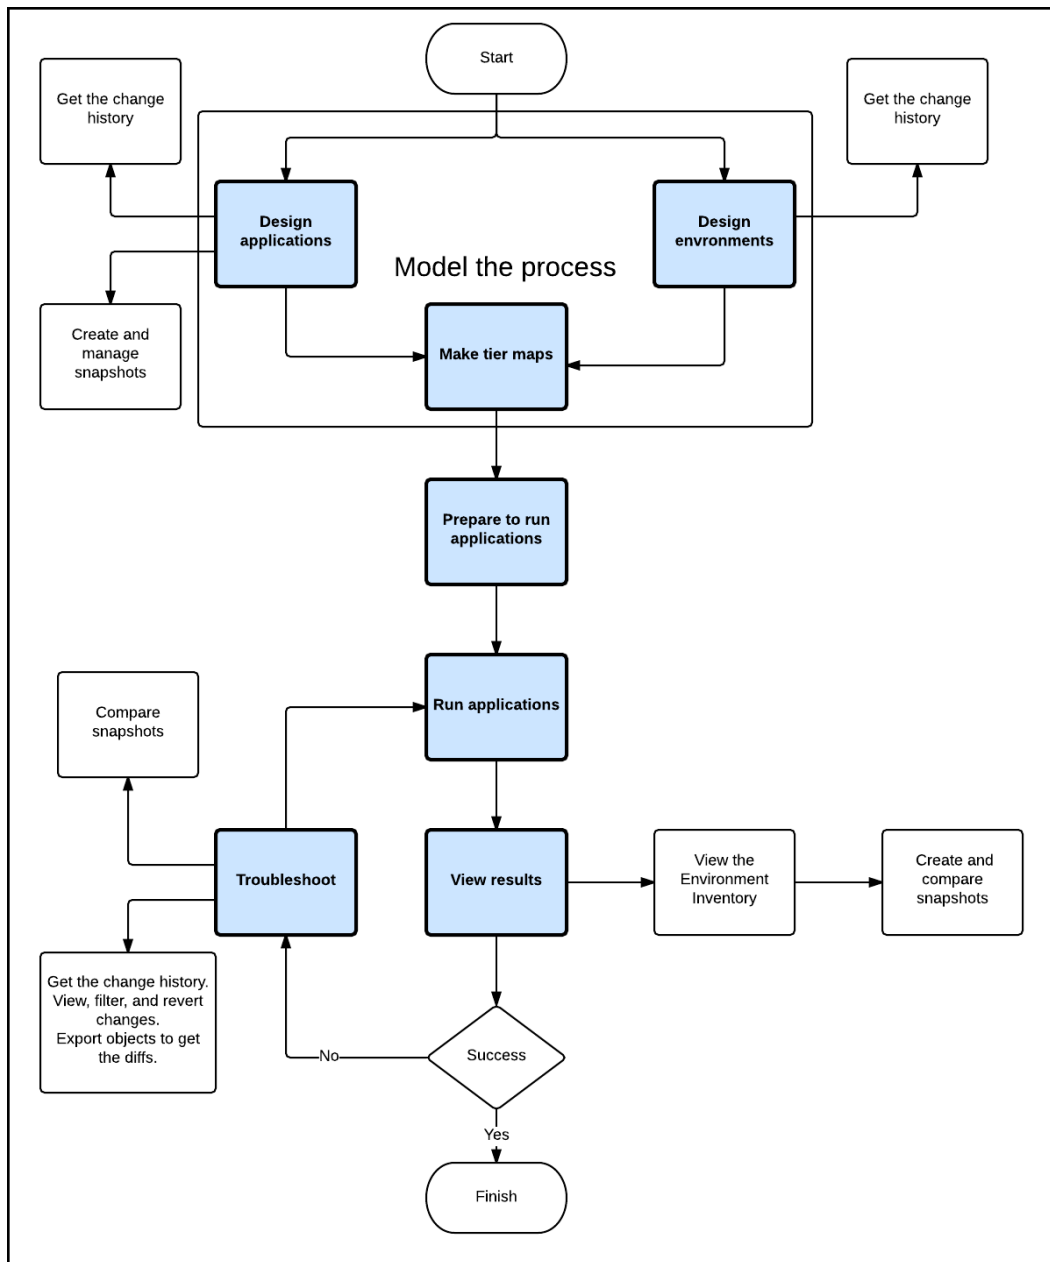 Start
Get the change
history
Get the change
history
Design
applications
Design
envronments
Model the process
Create and
manage
snapshots
Make tier maps
Prepare to run
applications
Run applications
Compare
snapshots
Troubleshoot
View results
View the
Environment
Inventory
Create and
compare
snapshots
Get the change history.
View, filter, and revert
changes.
Export objects to get
the diffs.
No
Success
Yes
Finish